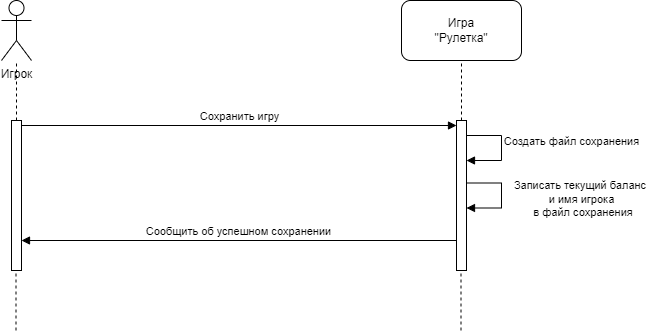 Игра
"Рулетка"
Игрок
Сохранить игру
Создать файл сохранения
Записать текущий баланс
и имя игрока
в файл сохранения
Сообщить об успешном сохранении